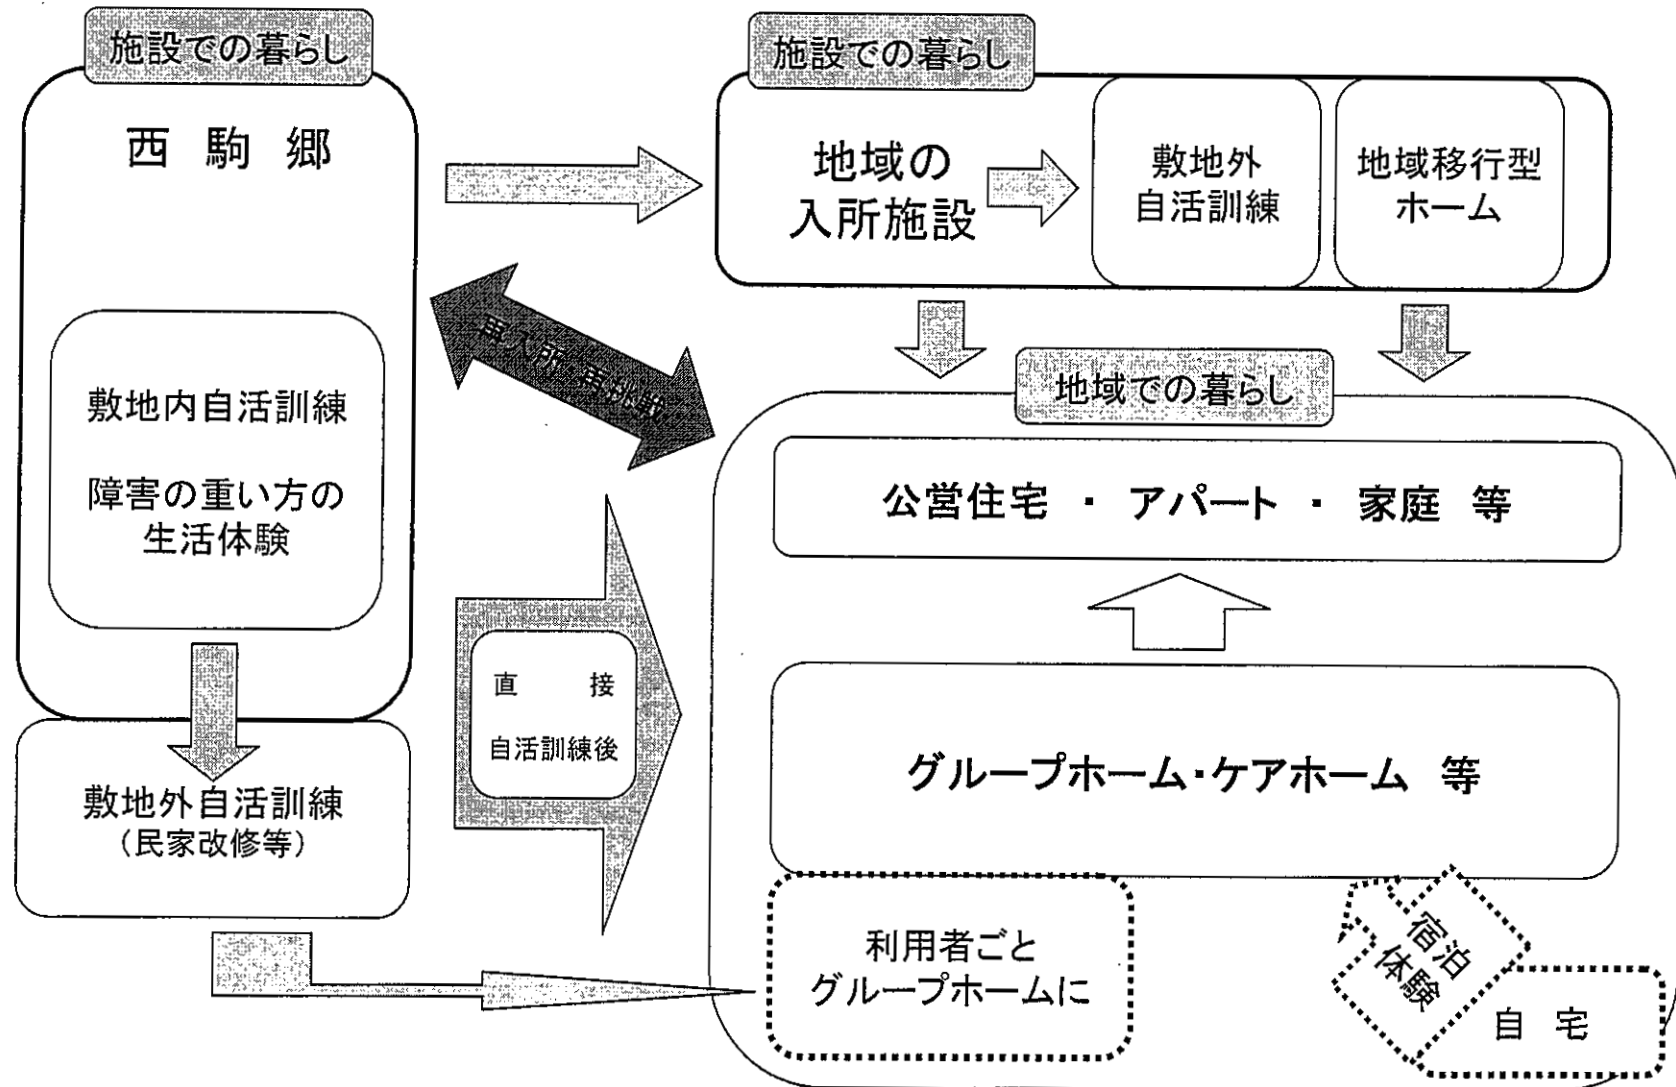 施設での暮らし
西 駒 郷
敷地内自活訓練
障害の重い方の
生活体験
敷地外自活訓練
(民家改修等)
施設での暮らし
地域の
入所施設
敷地外
自活訓練
地域移行型
ホーム
再入所・再挑戦
直 接
自活訓練後
地域での暮らし
公営住宅 ・ アパート ・ 家庭 等
グループホーム・ケアホーム 等
利用者ごと
グループホームに
宿泊
体験
自 宅